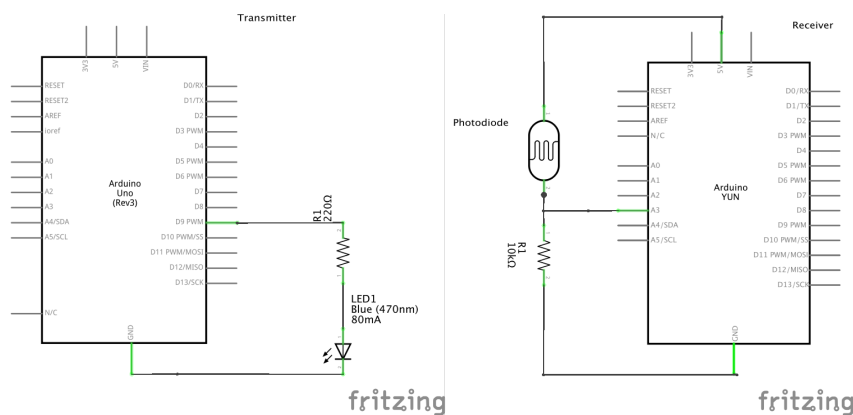 Transmitter
3V3
5V
VIN
RESET
RESET2
AREF
ioref
A0
A1
A2
A3
A4/SDA
A5/SCL
N/C
Arduino
Uno
(Rev3)
D0/RX
D1/TX
D2
D3 PWM
D4
D5 PWM
D6 PWM
D7
D8
D9 PWM
D10 PWM/SS
D11 PWM/MOSI
D12/MISO
D13/SCK
GND
R1
220Ω
2
1
LED1
Blue (470nm)
80mA
fritzing
Receiver
3V3
5V
VIN
RESET
RESET2
AREF
N/C
A0
A1
A2
A3
A4/SDA
A5/SCL
Arduino
YUN
D0/RX
D1/TX
D2
D3 PWM
D4
D5 PWM
D6 PWM
D7
D8
D9 PWM
D10 PWM/SS
D11 PWM/MOSI
D12/MISO
D13/SCK
GND
Photodiode
R1
10kΩ
fritzing